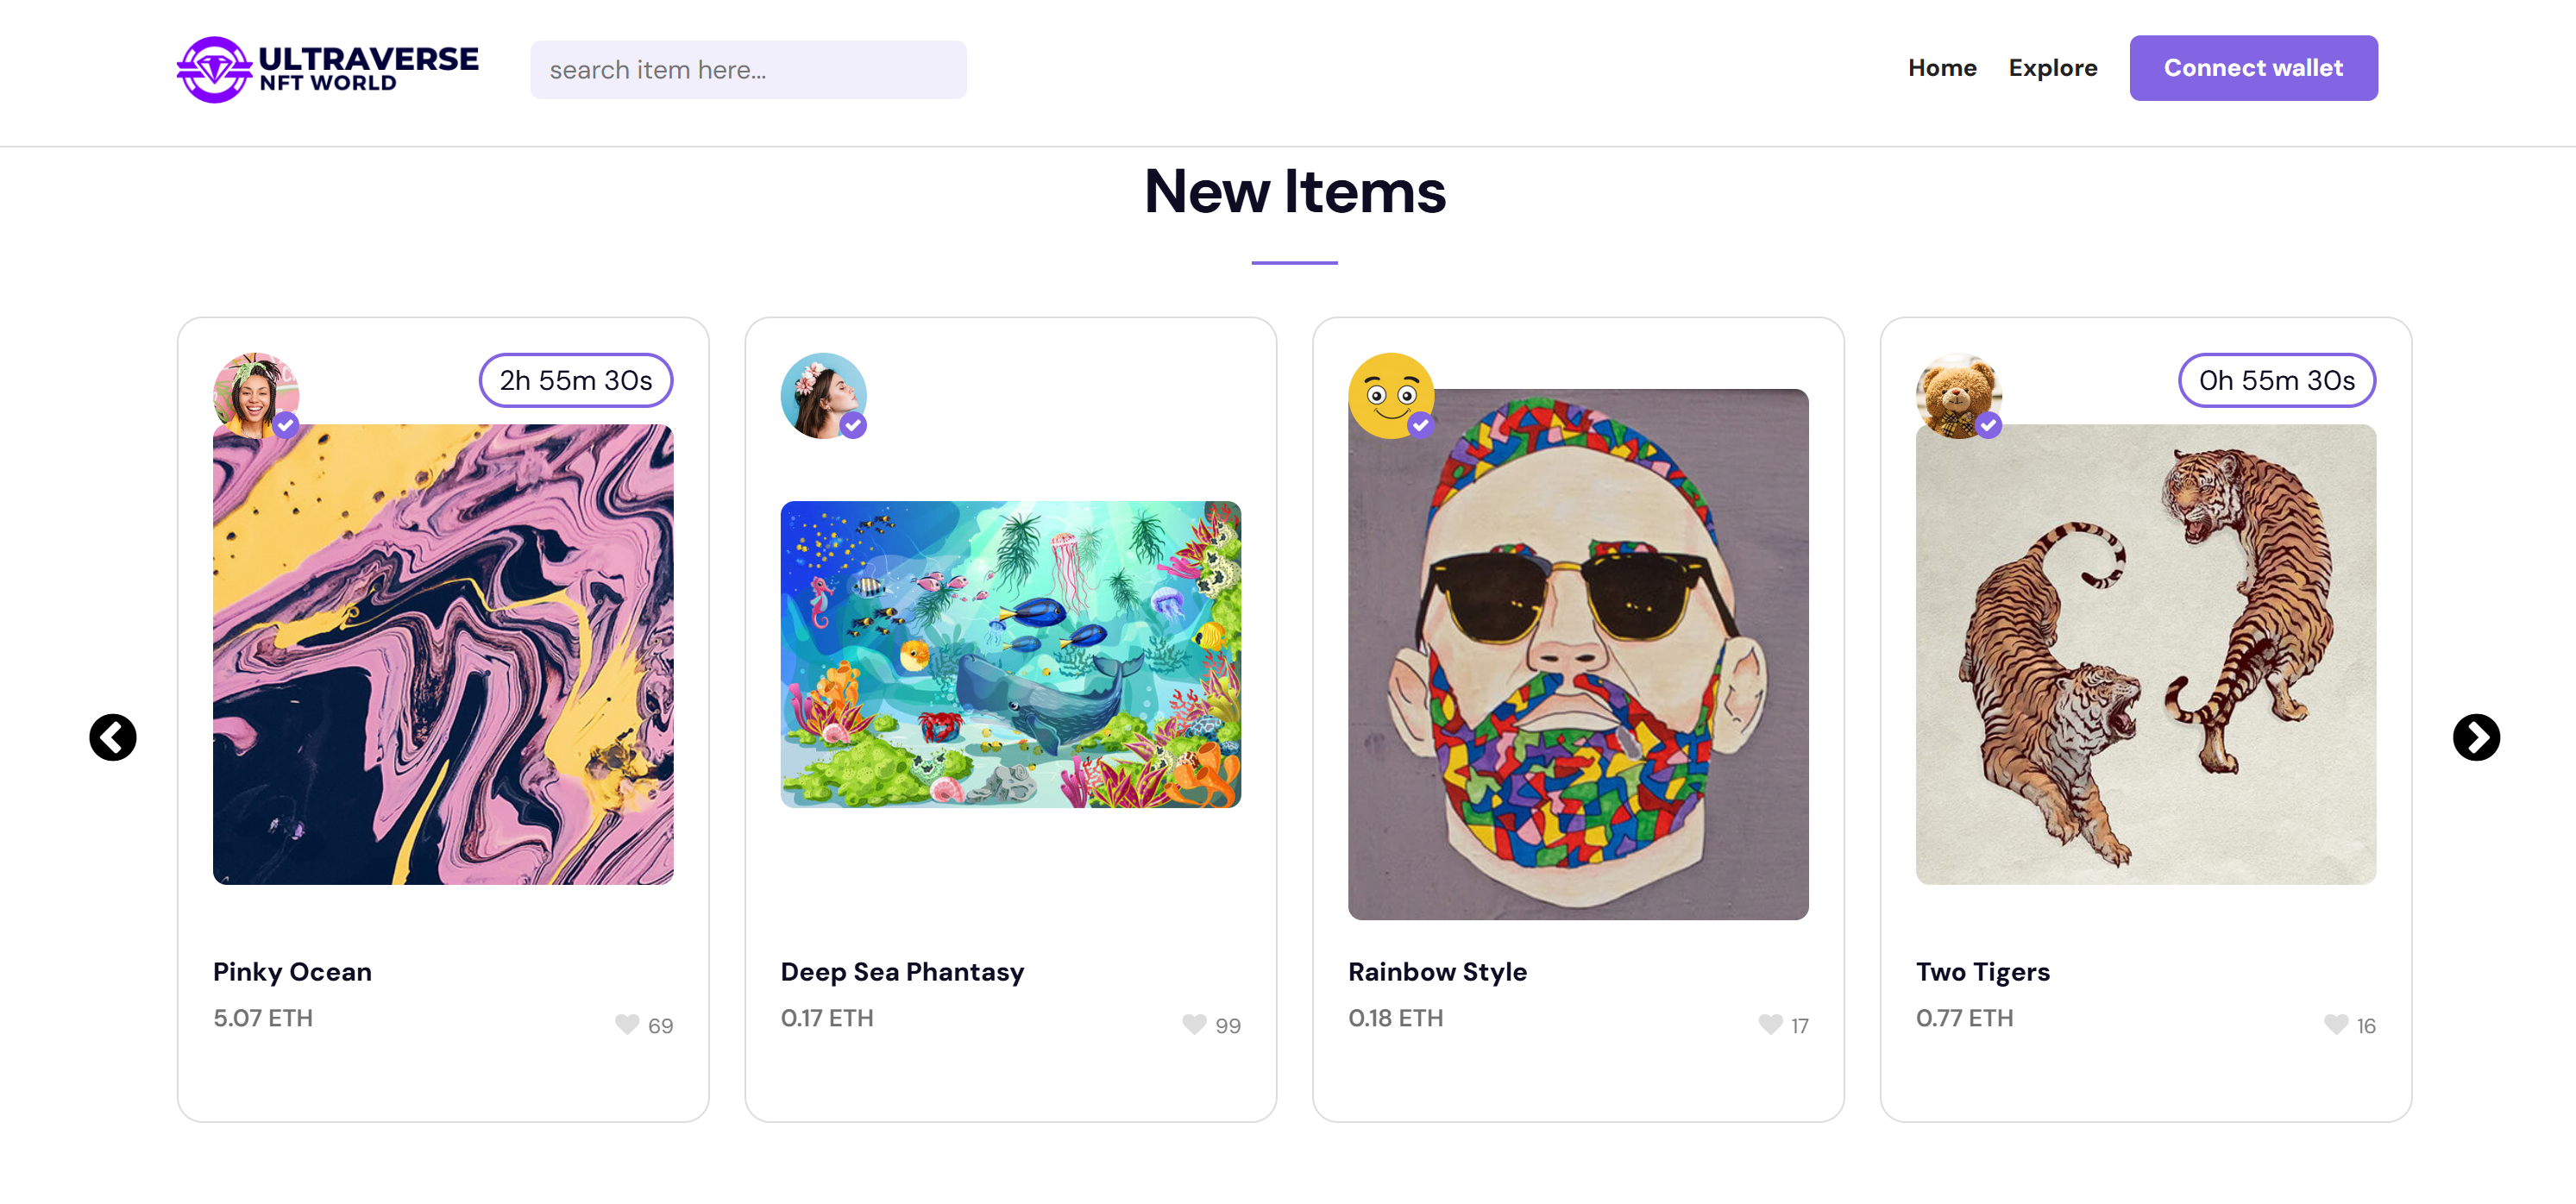 ULTRAVERSE
NFT WORLD
search item here...
Home
Explore
Connect wallet
New Items
2h 55m 30s
Pinky Ocean
5.07 ETH
69
Deep Sea Phantasy
0.17 ETH
99
Rainbow Style
0.18 ETH
17
0h 55m 30s
Two Tigers
0.77 ETH
16